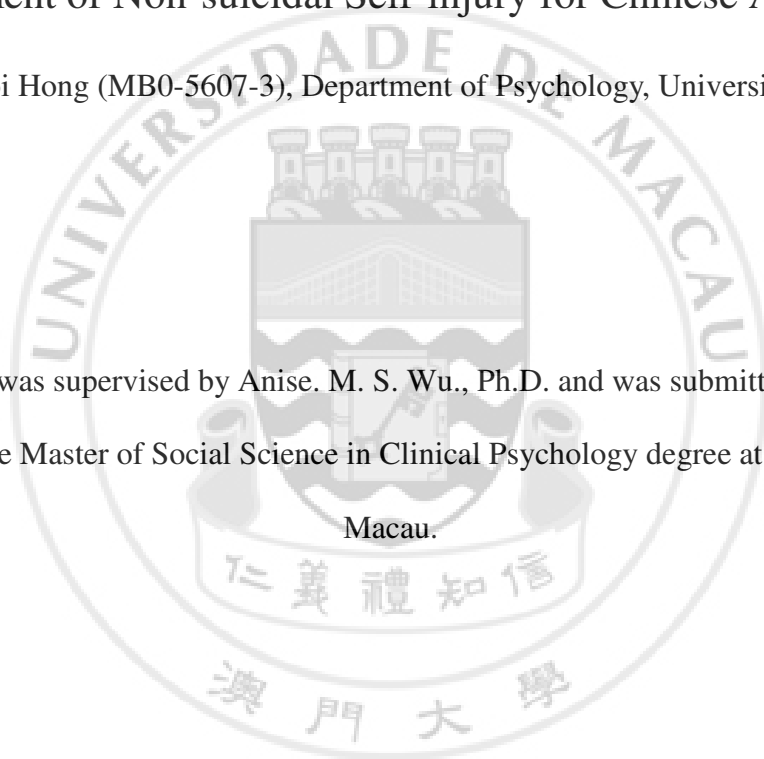 ent of Non-suicidal Self-injury for Chinese A
i Hong (MB0-5607-3), Department of Psychology, Universi
UNIVERSIDADE DE MACAU
was supervised by Anise. M. S. Wu., Ph.D. and was submitt
e Master of Social Science in Clinical Psychology degree at
Macau.
仁義禮知信
澳門大學